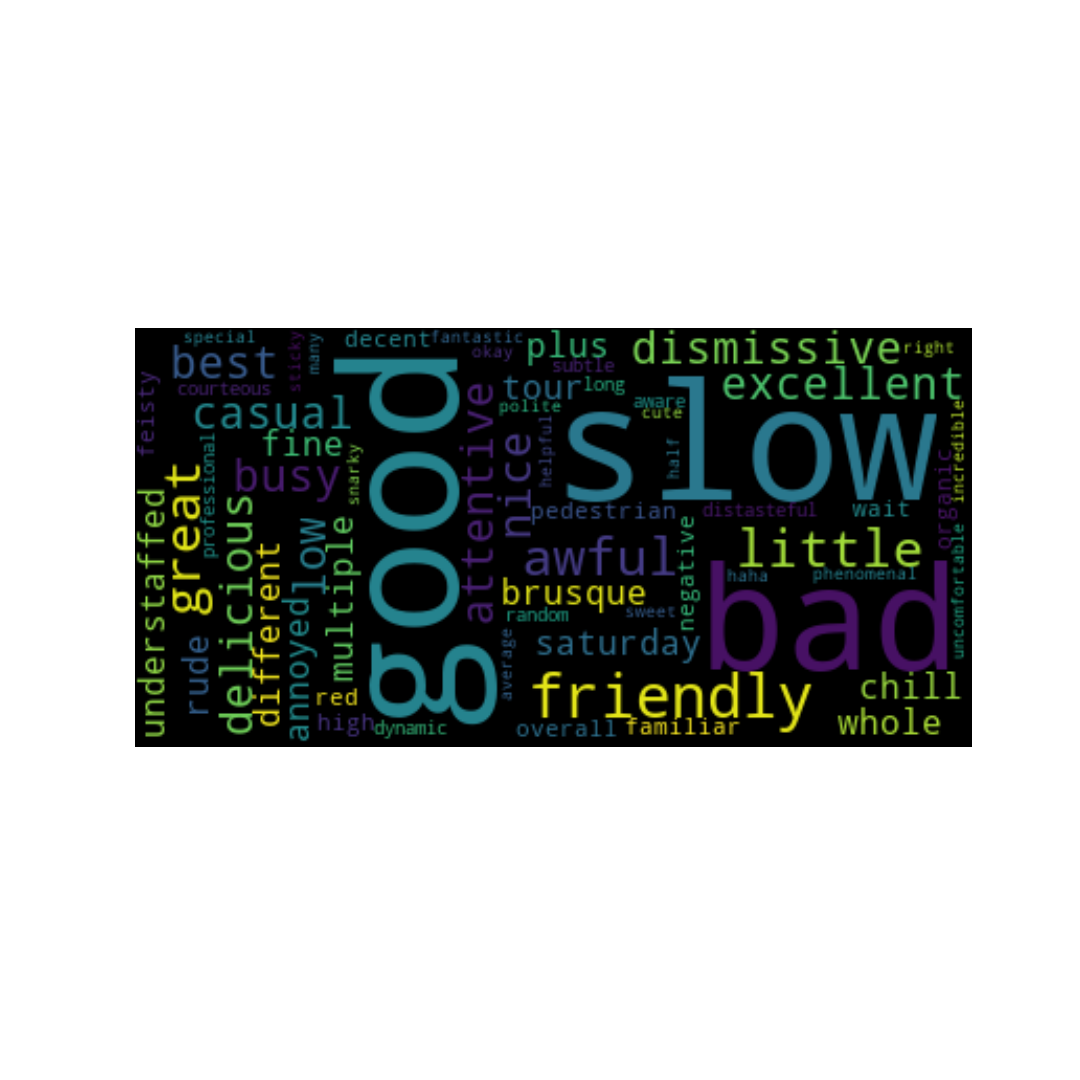 special
sticky
many
decent
fantastic
okay
plus
subtle
dismissive
right
best
courteous
tour
long
excellent
feisty
casual
polite
aware
cute
fine
snarky
busy
professional
good
attentive
nice
helpful
slow
half
incredible
organic
pedestrian
distasteful
wait
great
understaffed
delicious
different
low
annoyed
multiple
awful
negative
little
uncomfortable
brusque
haha
phenomenal
random
sweet
bad
rude
average
saturday
red
friendly
chill
high
dynamic
overall
familiar
whole